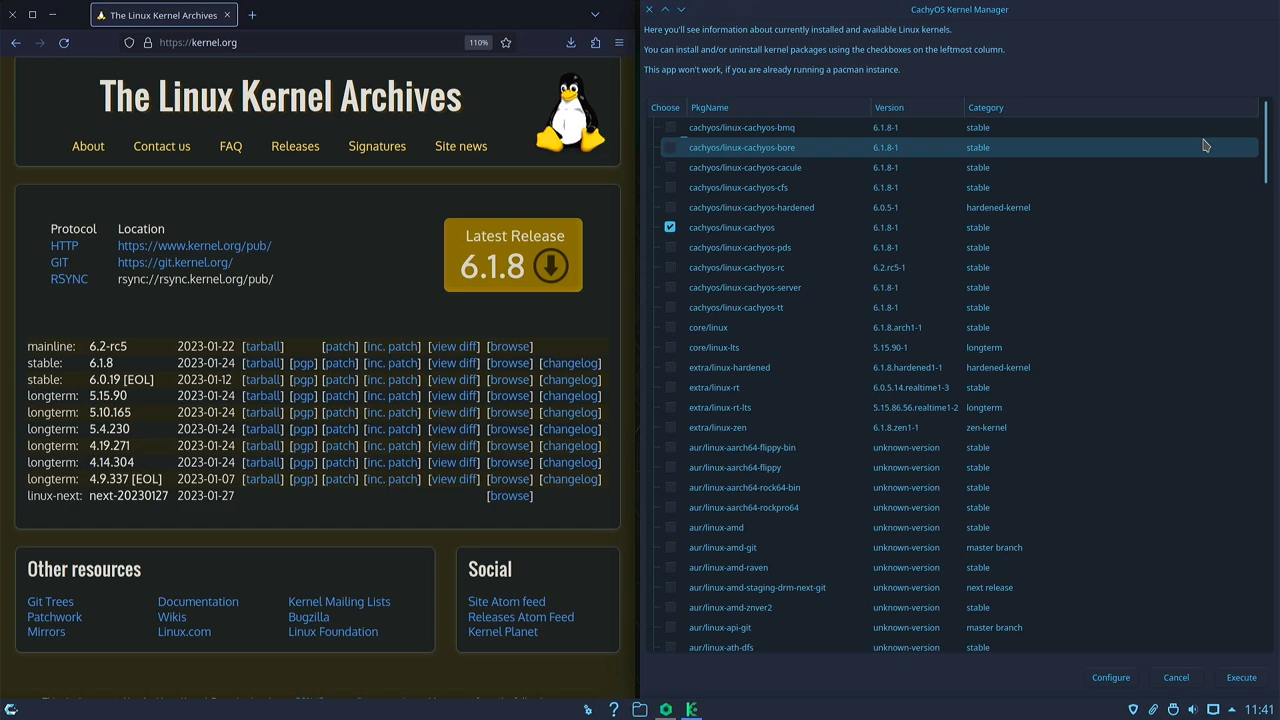 The Linux Kernel Archives
https://kernel.org
110%
The Linux Kernel Archives
About Contact us FAQ Releases Signatures Site news
Protocol Location
HTTP https://www.kernel.org/pub/
GIT https://git.kernel.org/
RSYNC rsync://rsync.kernel.org/pub/
Latest Release
6.1.8
mainline: 6.2-rc5 2023-01-22 [tarball] [patch] [inc. patch] [view diff] [browse]
stable: 6.1.8 2023-01-24 [tarball] [pgp] [patch] [inc. patch] [view diff] [browse] [changelog]
stable: 6.0.19 [EOL] 2023-01-12 [tarball] [pgp] [patch] [inc. patch] [view diff] [browse] [changelog]
longterm: 5.15.90 2023-01-24 [tarball] [pgp] [patch] [inc. patch] [view diff] [browse] [changelog]
longterm: 5.10.165 2023-01-24 [tarball] [pgp] [patch] [inc. patch] [view diff] [browse] [changelog]
longterm: 5.4.230 2023-01-24 [tarball] [pgp] [patch] [inc. patch] [view diff] [browse] [changelog]
longterm: 4.19.271 2023-01-24 [tarball] [pgp] [patch] [inc. patch] [view diff] [browse] [changelog]
longterm: 4.14.304 2023-01-24 [tarball] [pgp] [patch] [inc. patch] [view diff] [browse] [changelog]
longterm: 4.9.337 [EOL] 2023-01-07 [tarball] [pgp] [patch] [inc. patch] [view diff] [browse] [changelog]
linux-next: next-20230127 2023-01-27 [browse]
Other resources
Git Trees Documentation Kernel Mailing Lists
Patchwork Wikis Bugzilla
Mirrors Linux.com Linux Foundation
Social
Site Atom feed
Releases Atom Feed
Kernel Planet
CachyOS Kernel Manager
Here you'll see information about currently installed and available Linux kernels.
You can install and/or uninstall kernel packages using the checkboxes on the leftmost column.
This app won't work, if you are already running a pacman instance.
Choose PkgName Version Category
cachyos/linux-cachyos-bmq 6.1.8-1 stable
cachyos/linux-cachyos-bore 6.1.8-1 stable
cachyos/linux-cachyos-cacule 6.1.8-1 stable
cachyos/linux-cachyos-cfs 6.1.8-1 stable
cachyos/linux-cachyos-hardened 6.0.5-1 hardened-kernel
cachyos/linux-cachyos 6.1.8-1 stable
cachyos/linux-cachyos-pds 6.1.8-1 stable
cachyos/linux-cachyos-rc 6.2.rc5-1 stable
cachyos/linux-cachyos-server 6.1.8-1 stable
cachyos/linux-cachyos-tt 6.1.8-1 stable
core/linux 6.1.8.arch1-1 stable
core/linux-lts 5.15.90-1 longterm
extra/linux-hardened 6.1.8.hardened1-1 hardened-kernel
extra/linux-rt 6.0.5.14.realtime1-3 stable
extra/linux-rt-lts 5.15.86.56.realtime1-2 longterm
extra/linux-zen 6.1.8.zen1-1 zen-kernel
aur/linux-aarch64-flippy-bin unknown-version stable
aur/linux-aarch64-flippy unknown-version stable
aur/linux-aarch64-rock64-bin unknown-version stable
aur/linux-aarch64-rockpro64 unknown-version stable
aur/linux-amd unknown-version stable
aur/linux-amd-git unknown-version master branch
aur/linux-amd-raven unknown-version stable
aur/linux-amd-staging-drm-next-git unknown-version next release
aur/linux-amd-znver2 unknown-version stable
aur/linux-api-git unknown-version master branch
aur/linux-ath-dfs unknown-version stable
Configure Cancel Execute
11:41